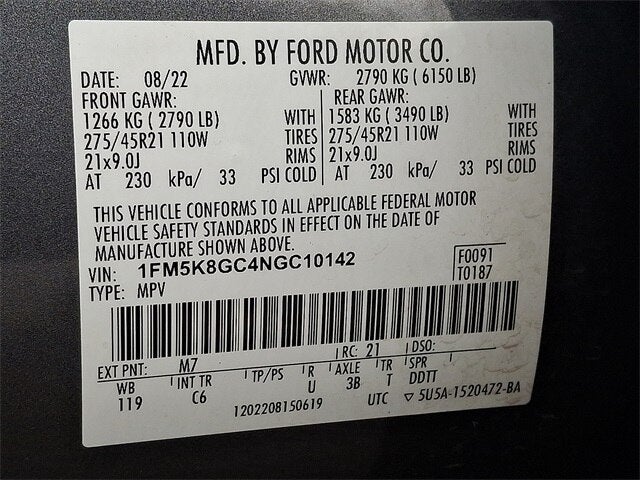 MFD. BY FORD MOTOR CO.
DATE: 08/22 GVWR: 2790 KG ( 6150 LB)
FRONT GAWR: REAR GAWR:
1266 KG ( 2790 LB) WITH 1583 KG ( 3490 LB) WITH
275/45R21 110W TIRES 275/45R21 110W TIRES
21x9.0J RIMS 21x9.0J RIMS
AT 230 kPa/ 33 PSI COLD AT 230 kPa/ 33 PSI COLD
THIS VEHICLE CONFORMS TO ALL APPLICABLE FEDERAL MOTOR
VEHICLE SAFETY STANDARDS IN EFFECT ON THE DATE OF
MANUFACTURE SHOWN ABOVE.
VIN: 1FM5K8GC4NGC10142 F0091
TYPE: MPV T0187
EXT PNT: M7 RC: 21 DSO:
WB INT TR TP/PS R AXLE TR SPR
119 C6 U 3B T DDTT
1202208150619 UTC ▽ 5U5A-1520472-BA